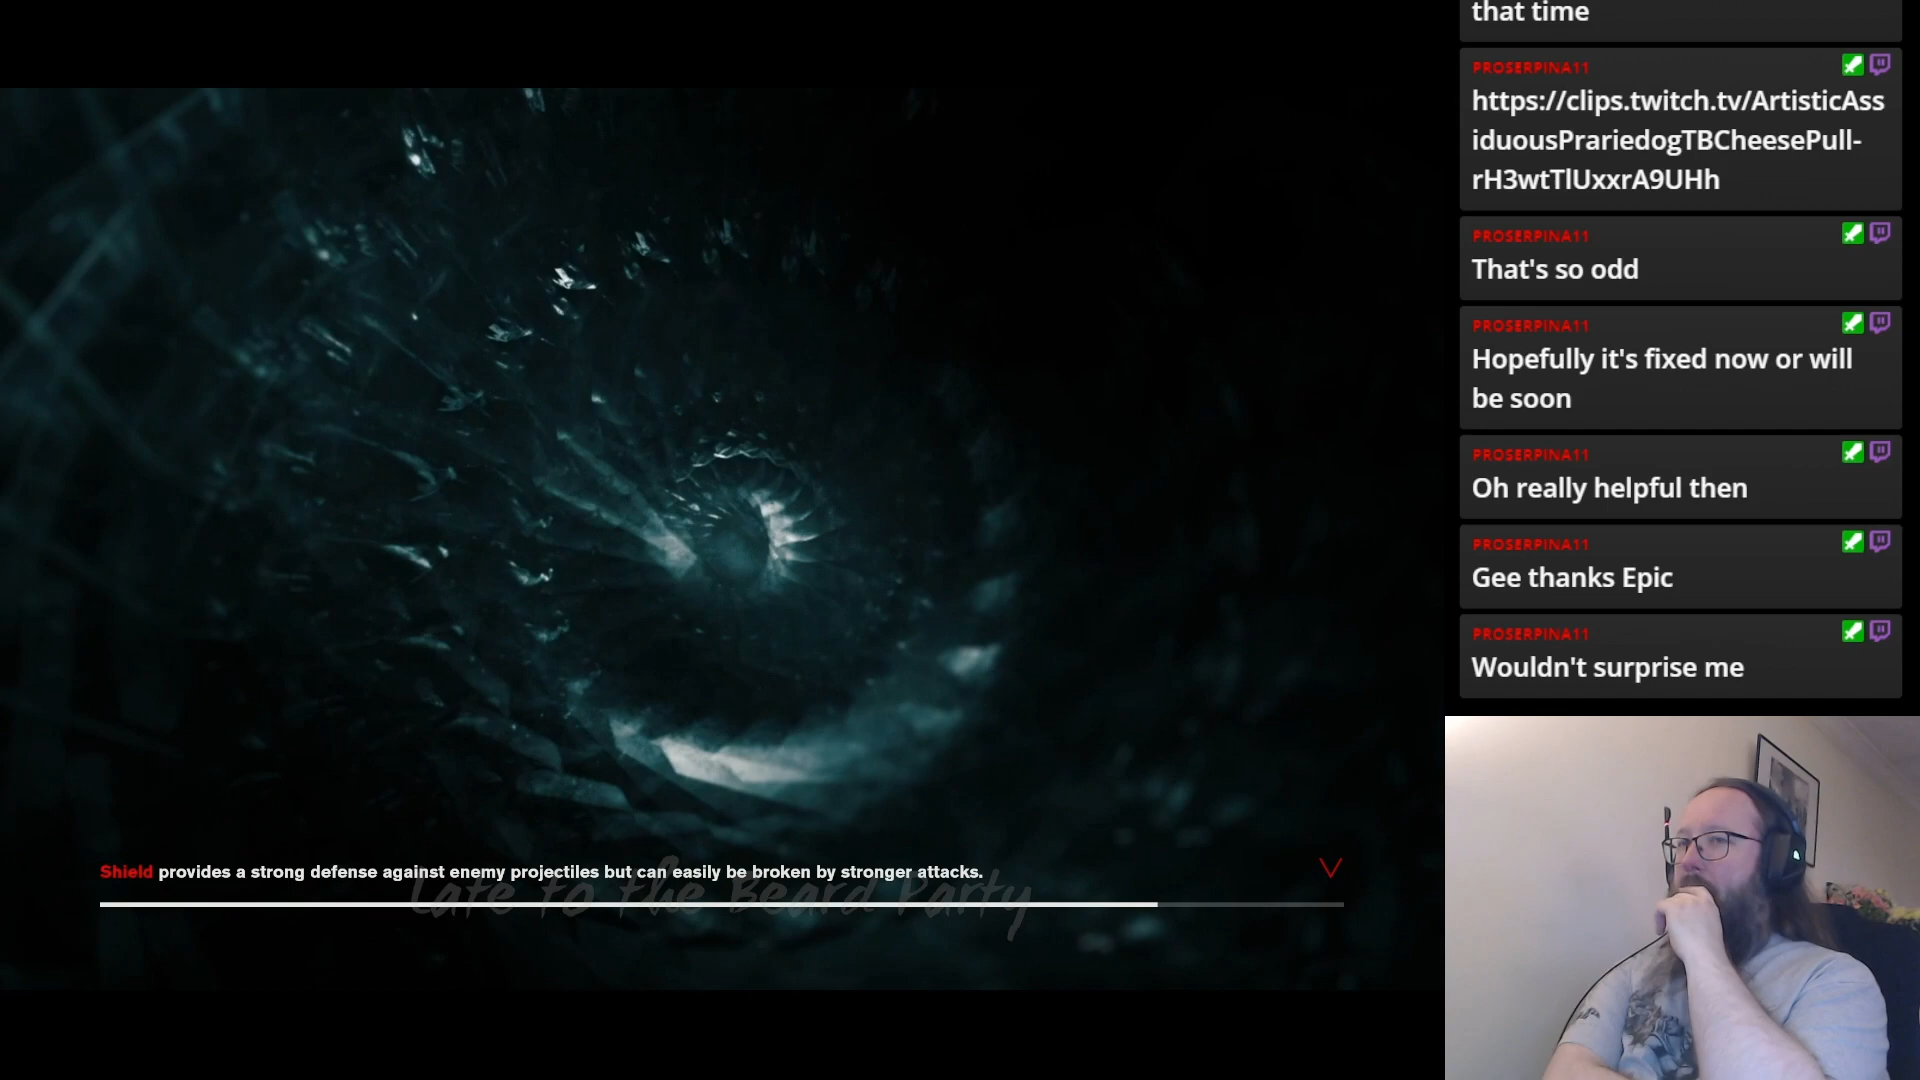 that time
PROSERPINA11
https://clips.twitch.tv/ArtisticAss
iduousPrariedogTBCheesePull-
rH3wtTlUxxrA9UHh
PROSERPINA11
That's so odd
PROSERPINA11
Hopefully it's fixed now or will
be soon
PROSERPINA11
Oh really helpful then
PROSERPINA11
Gee thanks Epic
PROSERPINA11
Wouldn't surprise me
Shield provides a strong defense against enemy projectiles but can easily be broken by stronger attacks.
Late to the Beard Party